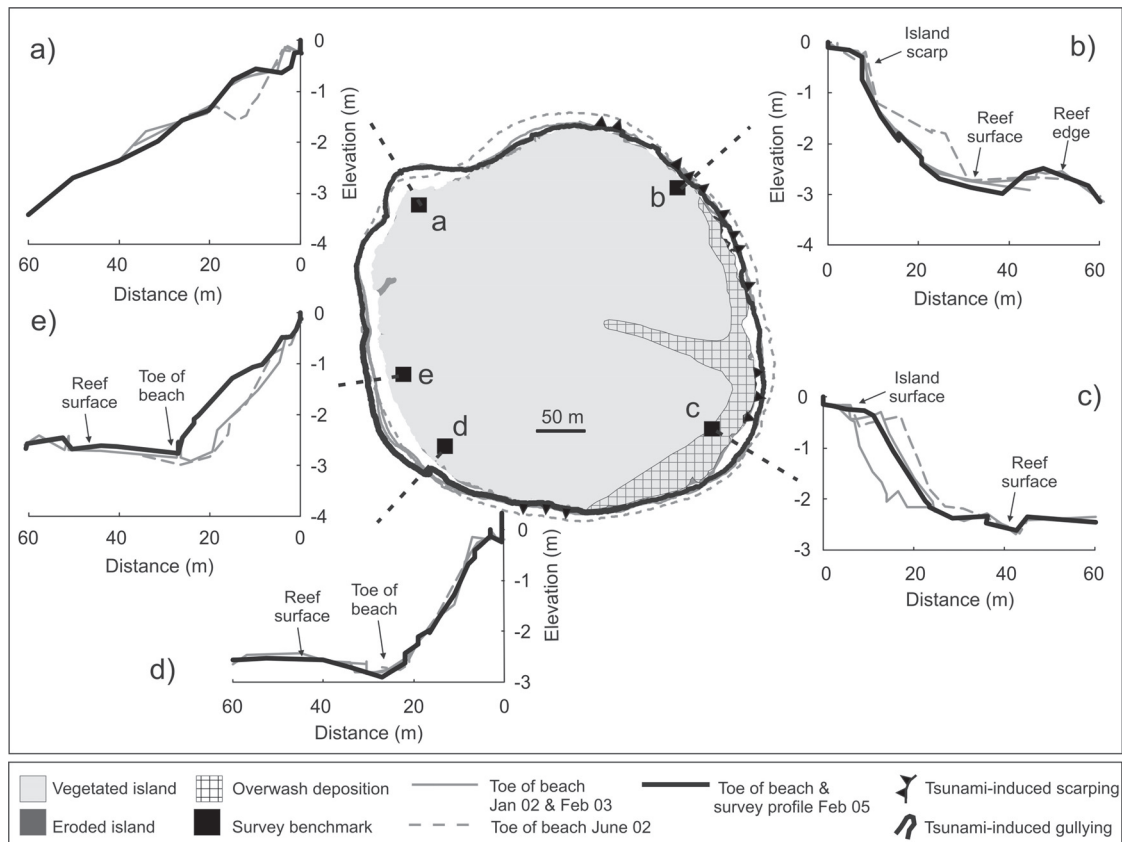 a)
0
-1
-2
-3
-4
Elevation (m)
60
40
20
0
Distance (m)
b)
0
-1
-2
-3
-4
Elevation (m)
Island
scarp
Reef
surface
Reef
edge
0
20
40
60
Distance (m)
a
b
c
d
e
50 m
e)
0
-1
-2
-3
-4
Reef
surface
Toe of
beach
60
40
20
0
Distance (m)
c)
0
-1
-2
-3
Island
surface
Reef
surface
0
20
40
60
Distance (m)
d)
0
-1
-2
-3
Elevation (m)
Reef
surface
Toe of
beach
60
40
20
0
Distance (m)
Vegetated island
Eroded island
Overwash deposition
Survey benchmark
Toe of beach
Jan 02 & Feb 03
Toe of beach June 02
Toe of beach &
survey profile Feb 05
Tsunami-induced scarping
Tsunami-induced gullying